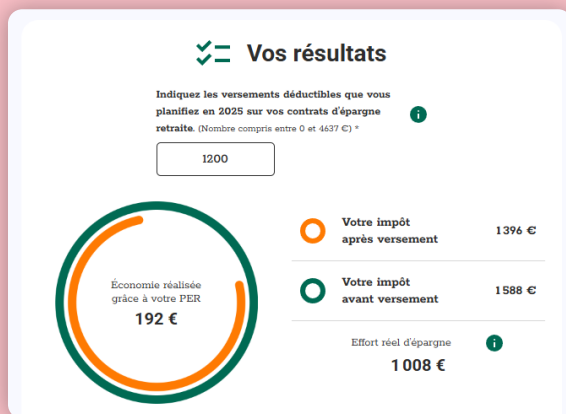 Vos résultats
Indiquez les versements déductibles que vous
planifiez en 2025 sur vos contrats d'épargne
retraite. (Nombre compris entre 0 et 4637 €) *
i
1200
Économie réalisée
grâce à votre PER
192 €
Votre impôt
après versement
1 396 €
Votre impôt
avant versement
1 588 €
Effort réel d'épargne
i
1 008 €